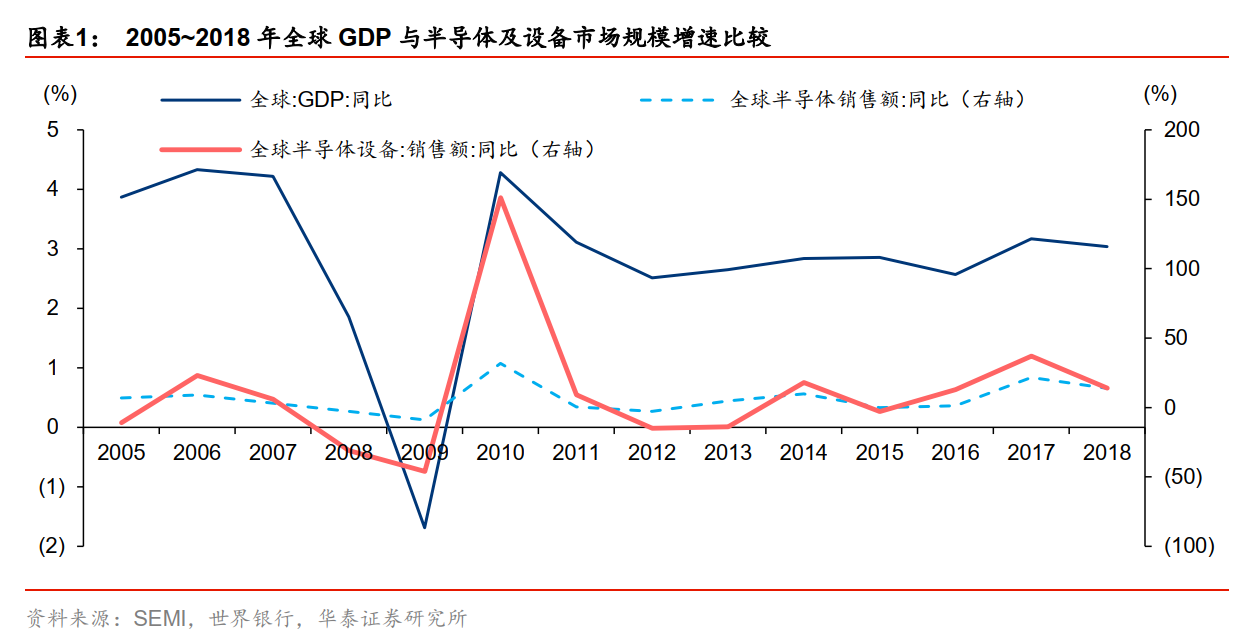 图表1： 2005~2018 年全球 GDP 与半导体及设备市场规模增速比较
(%) (%)
全球:GDP:同比 全球半导体销售额:同比（右轴）
全球半导体设备:销售额:同比（右轴）
5 200
4 150
3 100
2 50
1 0
0 (50)
(1) (100)
(2)
2005 2006 2007 2008 2009 2010 2011 2012 2013 2014 2015 2016 2017 2018
资料来源：SEMI，世界银行，华泰证券研究所